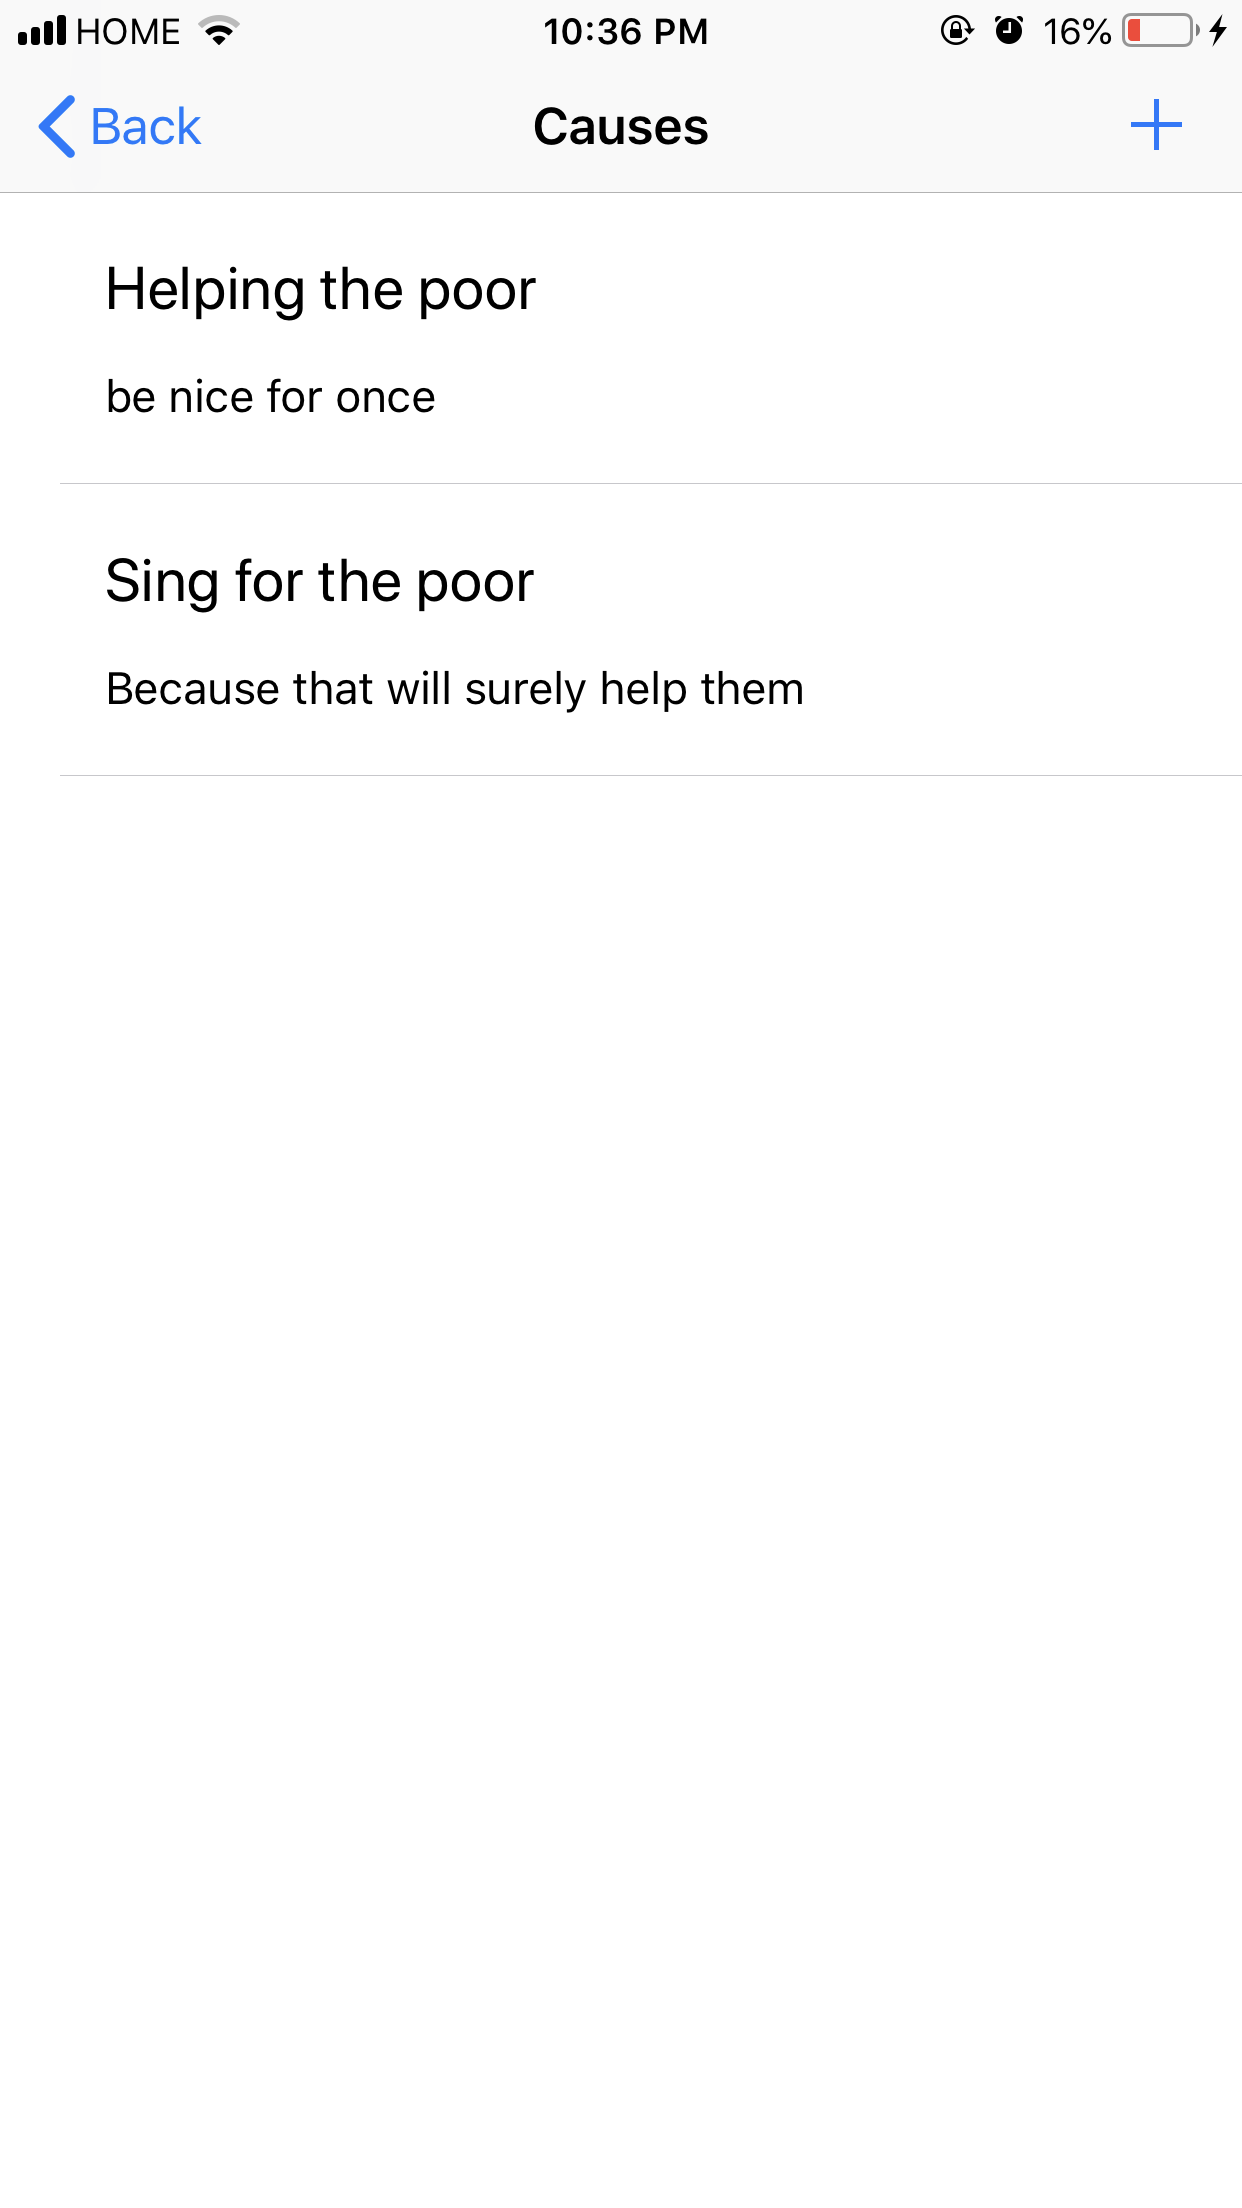 HOME 10:36 PM 16%
Back Causes
Helping the poor
be nice for once
Sing for the poor
Because that will surely help them